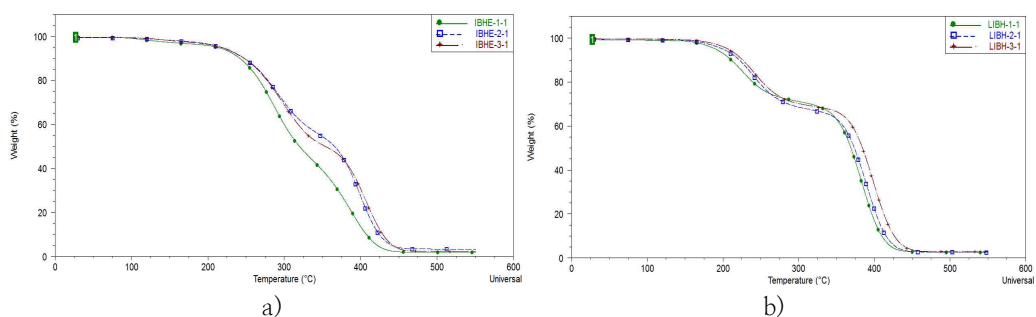 IBHE-1-1
IBHE-2-1
IBHE-3-1
Weight (%)
100
80
60
40
20
0
0 100 200 300 400 500 600
Temperature (°C)
Universal
a)
LIBH-1-1
LIBH-2-1
LIBH-3-1
Weight (%)
100
80
60
40
20
0
0 100 200 300 400 500 600
Temperature (°C)
Universal
b)